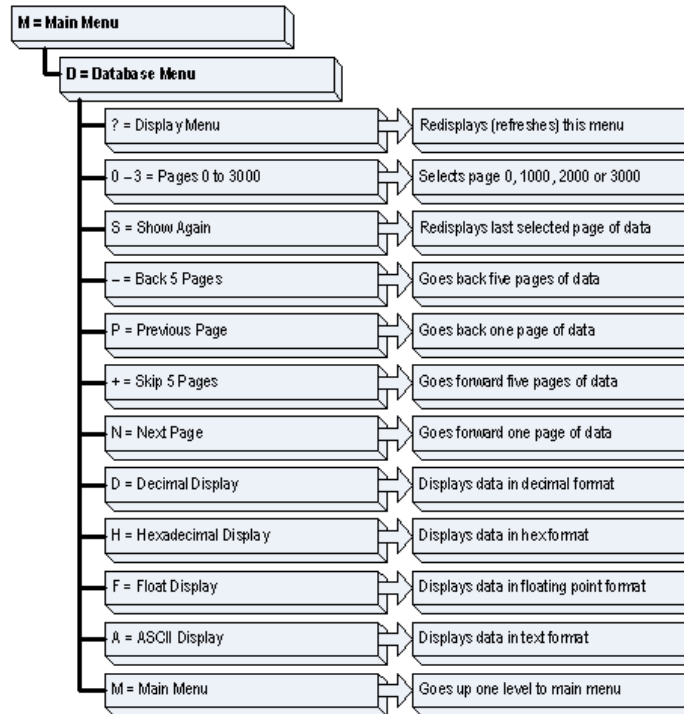 M = Main Menu
D = Database Menu
? = Display Menu
Redisplays (refreshes) this menu
0 – 3 = Pages 0 to 3000
Selects page 0, 1000, 2000 or 3000
S = Show Again
Redisplays last selected page of data
– = Back 5 Pages
Goes back five pages of data
P = Previous Page
Goes back one page of data
+ = Skip 5 Pages
Goes forward five pages of data
N = Next Page
Goes forward one page of data
D = Decimal Display
Displays data in decimal format
H = Hexadecimal Display
Displays data in hex format
F = Float Display
Displays data in floating point format
A = ASCII Display
Displays data in text format
M = Main Menu
Goes up one level to main menu